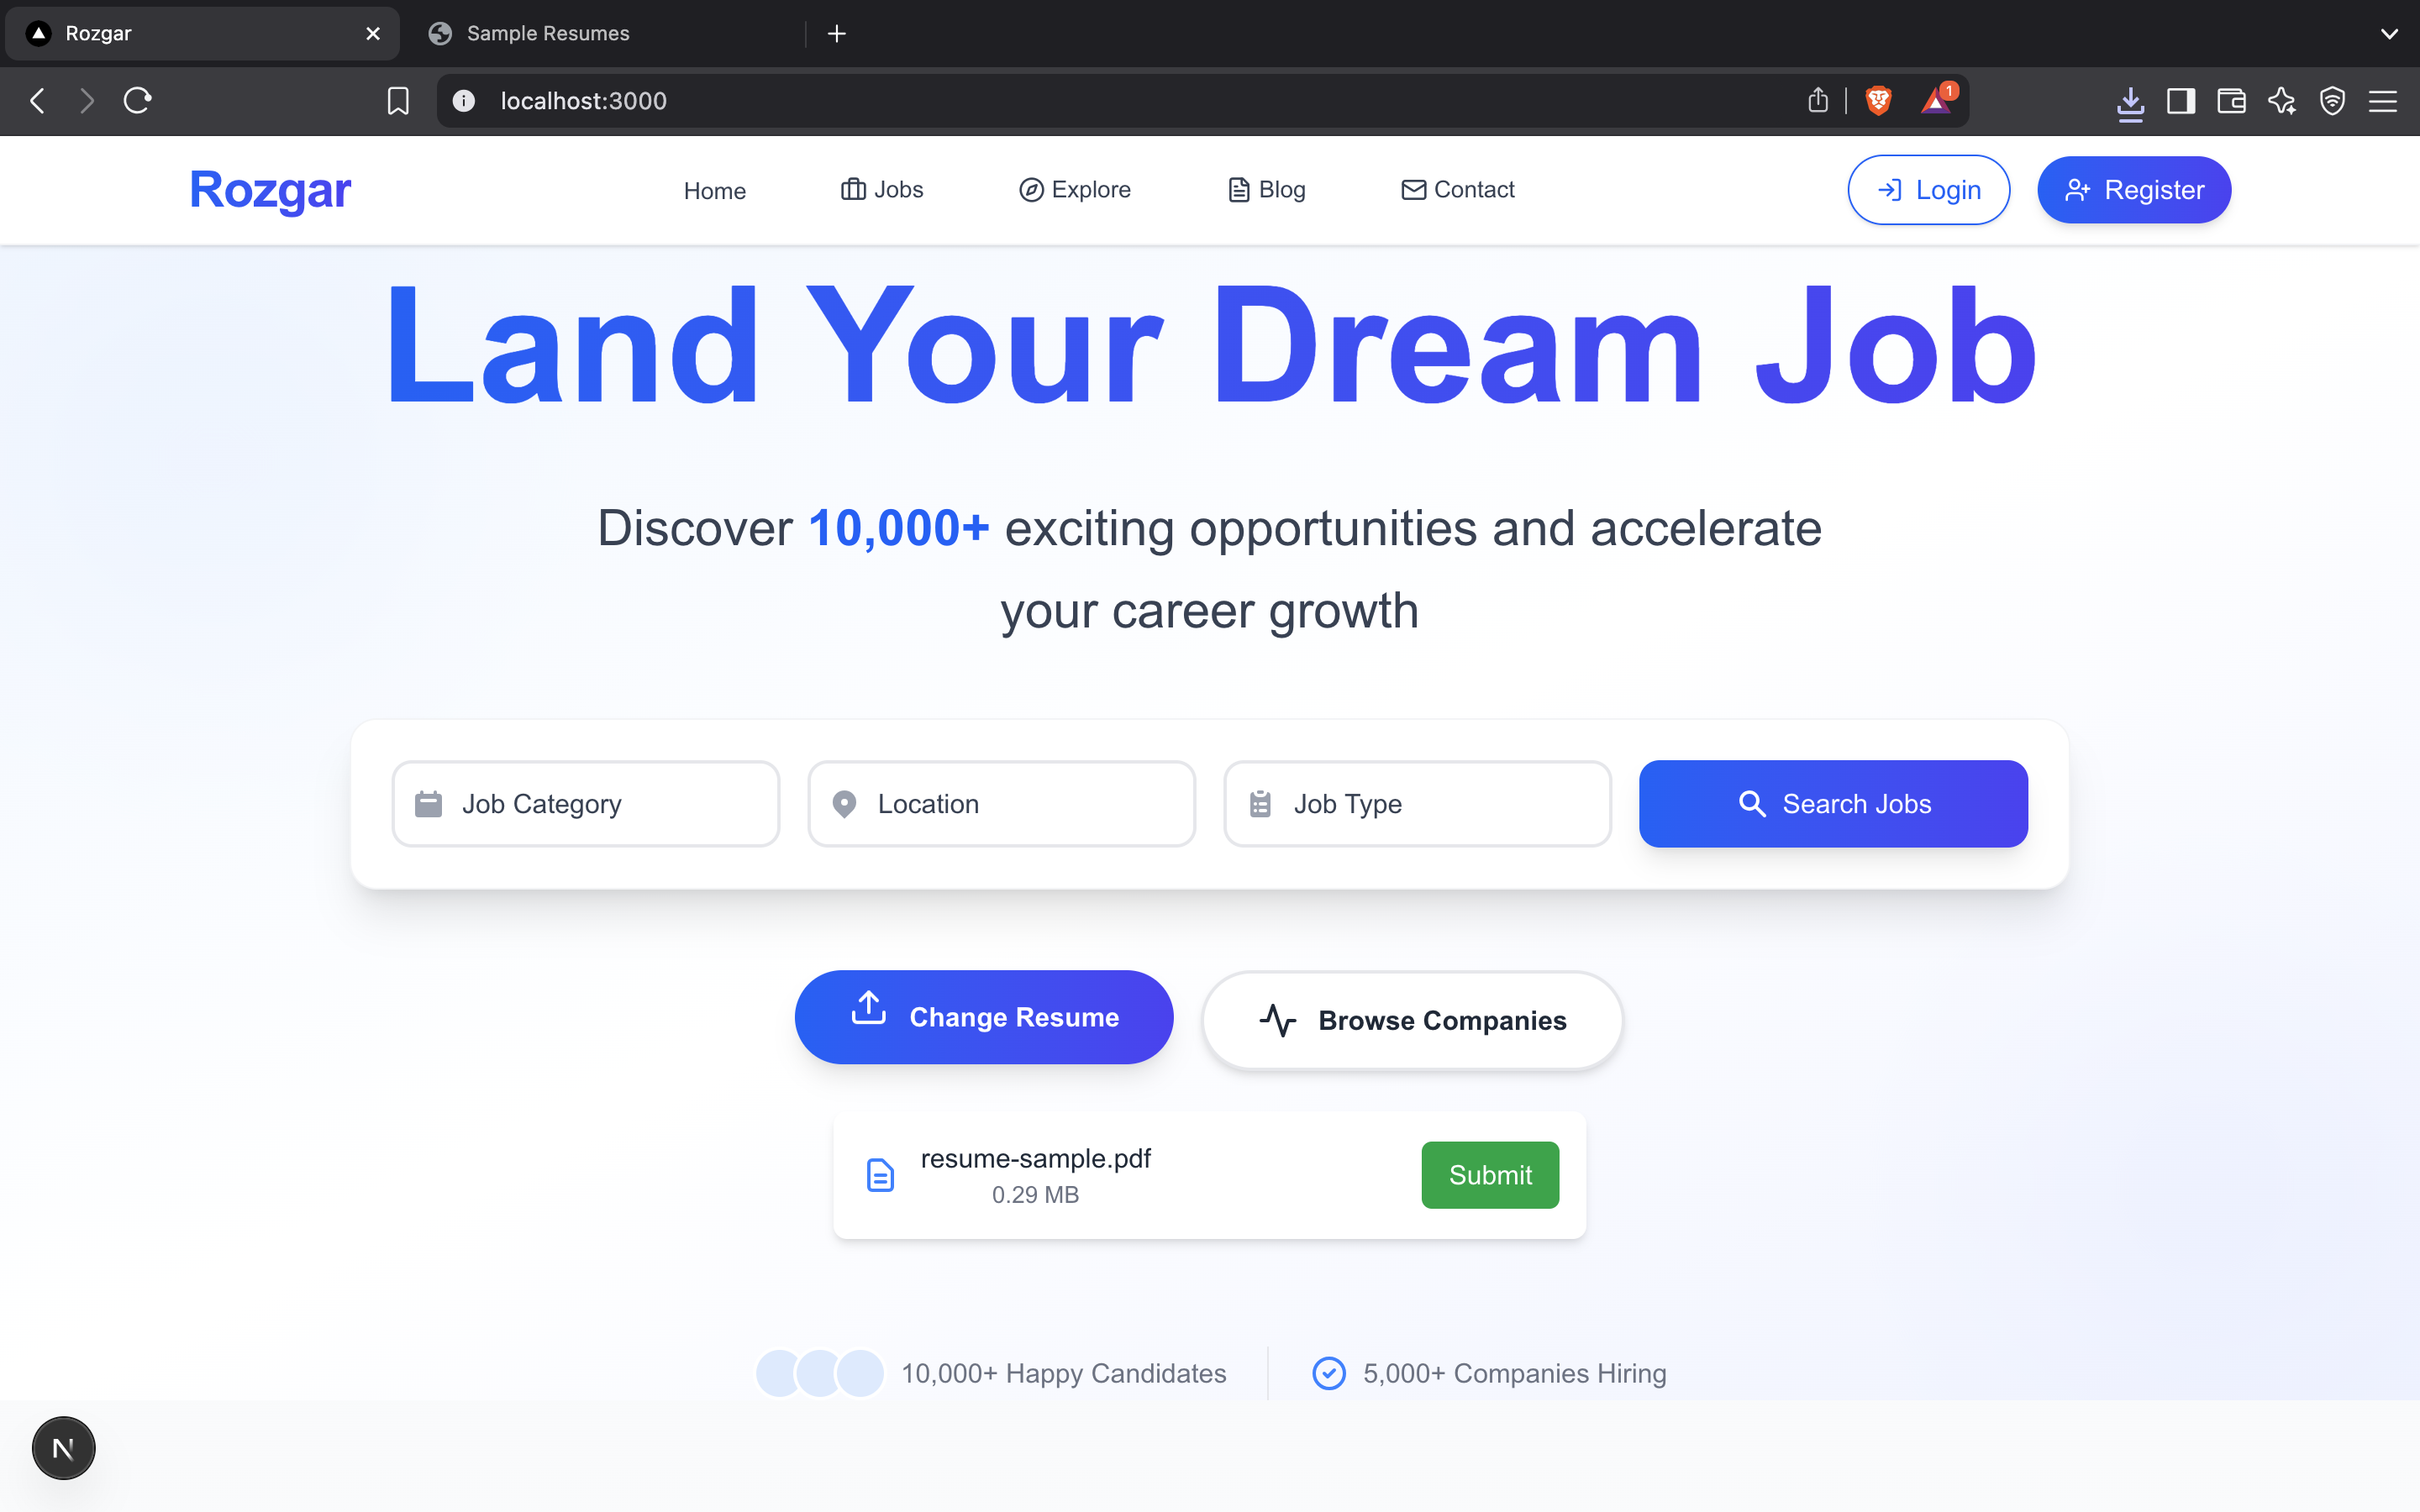 Rozgar
Sample Resumes
localhost:3000
1
Rozgar
Home
Jobs
Explore
Blog
Contact
Login
Register
Land Your Dream Job
Discover 10,000+ exciting opportunities and accelerate
your career growth
Job Category
Location
Job Type
Search Jobs
Change Resume
Browse Companies
resume-sample.pdf
0.29 MB
Submit
10,000+ Happy Candidates
5,000+ Companies Hiring
N